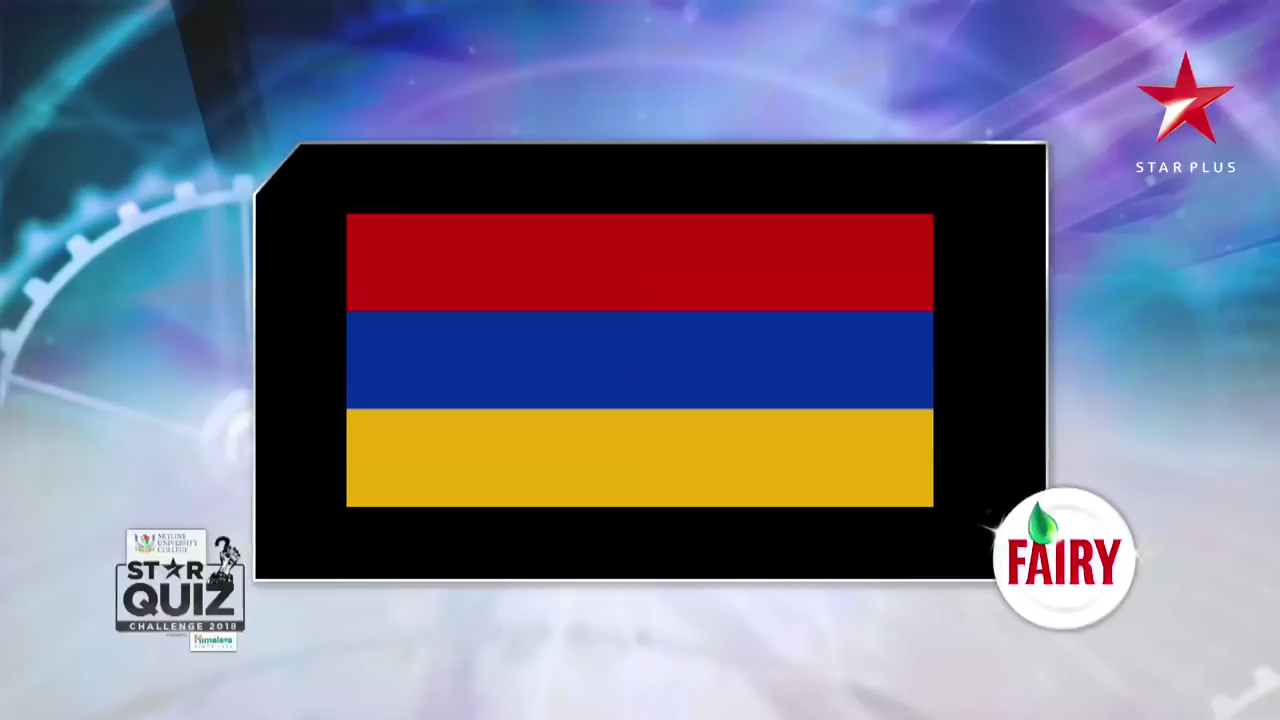 STAR PLUS
SKYLINE
UNIVERSITY
COLLEGE
STAR
QUIZ
CHALLENGE 2018
Himalaya
FAIRY